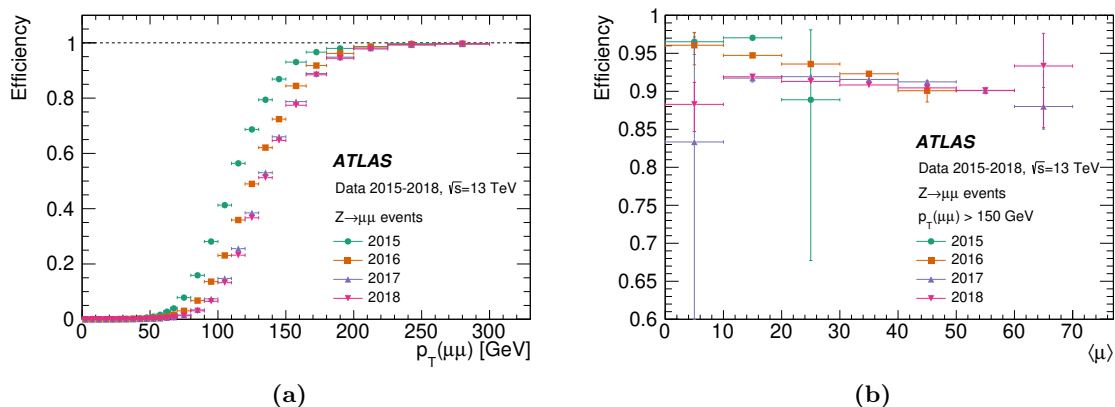 Efficiency
1
0.8
0.6
0.4
0.2
0
ATLAS
Data 2015-2018, √s=13 TeV
Z→μμ events
2015
2016
2017
2018
0 50 100 150 200 250 300
p_T(μμ) [GeV]
(a)
Efficiency
1
0.95
0.9
0.85
0.8
0.75
0.7
0.65
0.6
ATLAS
Data 2015-2018, √s=13 TeV
Z→μμ events
p_T(μμ) > 150 GeV
2015
2016
2017
2018
0 10 20 30 40 50 60 70
⟨μ⟩
(b)